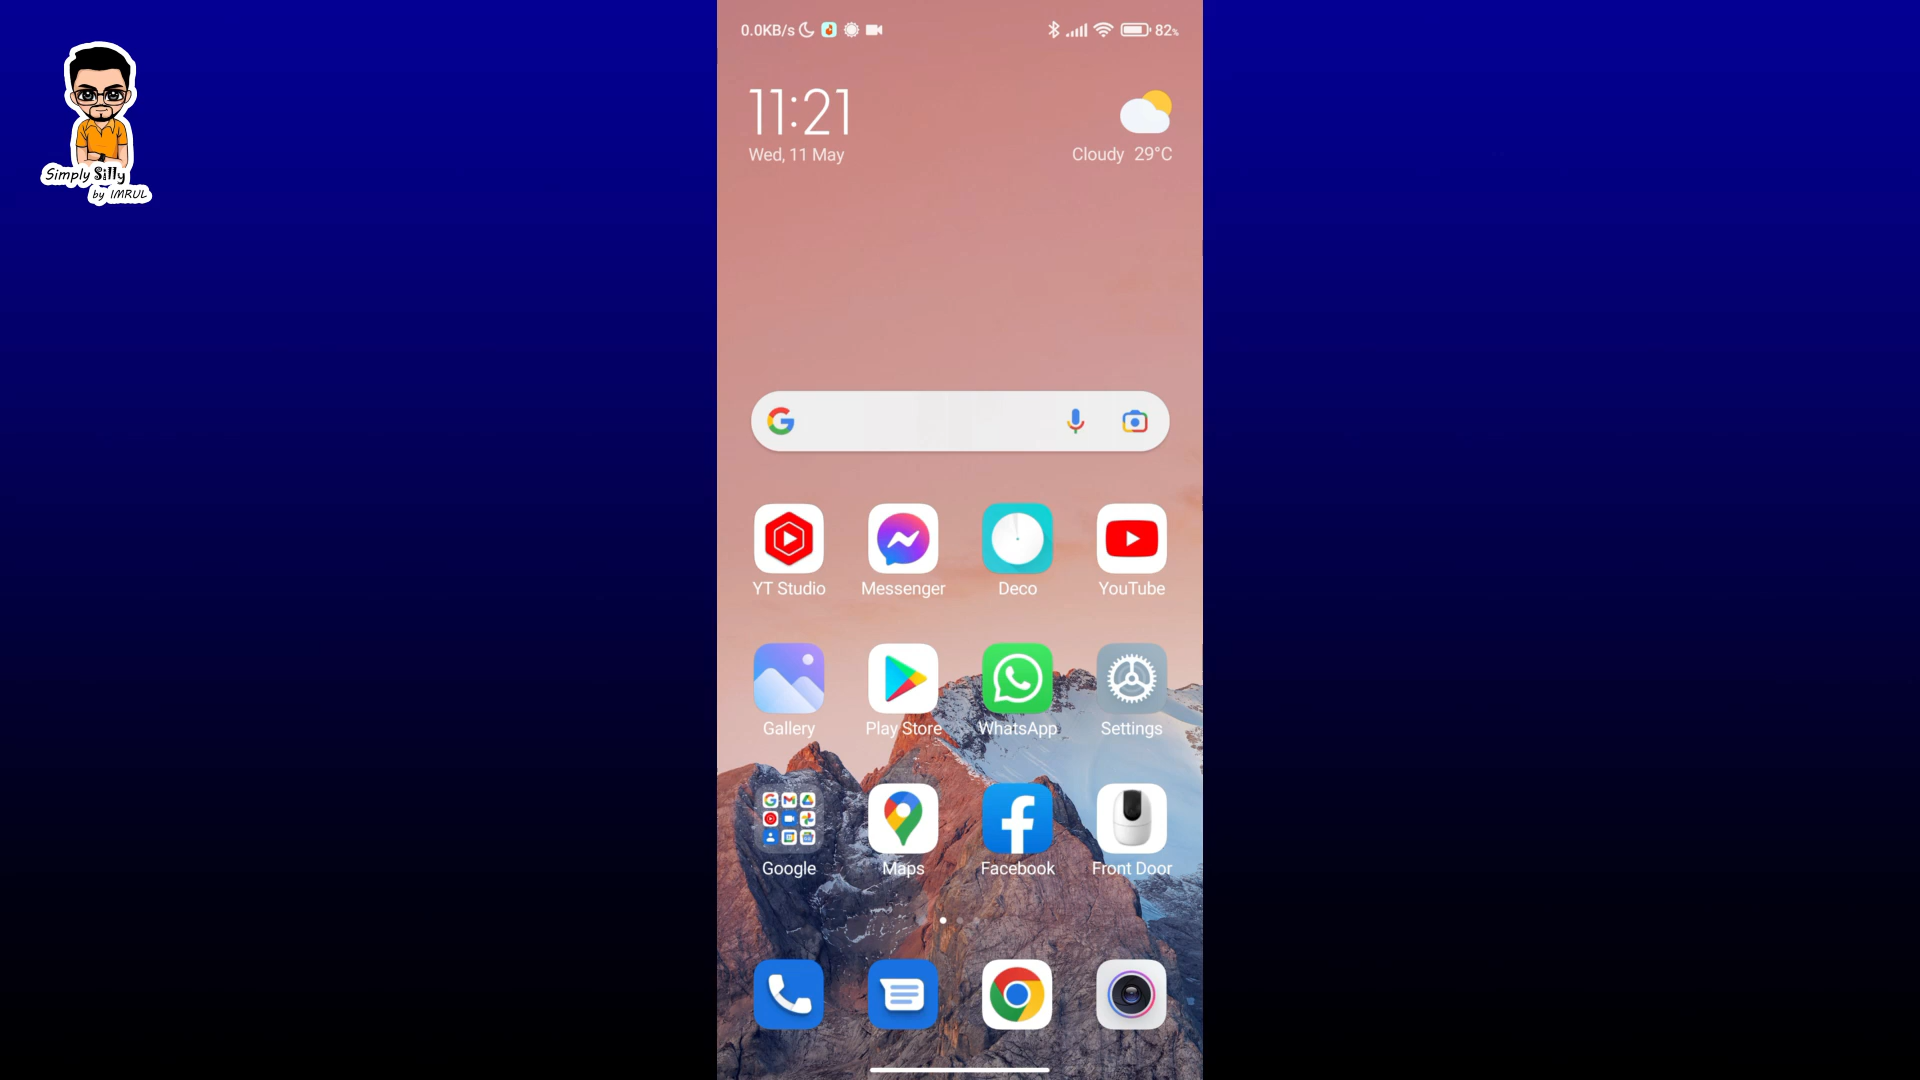 0.0KB/s
82%
11:21
Wed, 11 May
Cloudy 29°C
Simply Silly
by IMRUL
YT Studio
Messenger
Deco
YouTube
Gallery
Play Store
WhatsApp
Settings
Google
Maps
Facebook
Front Door